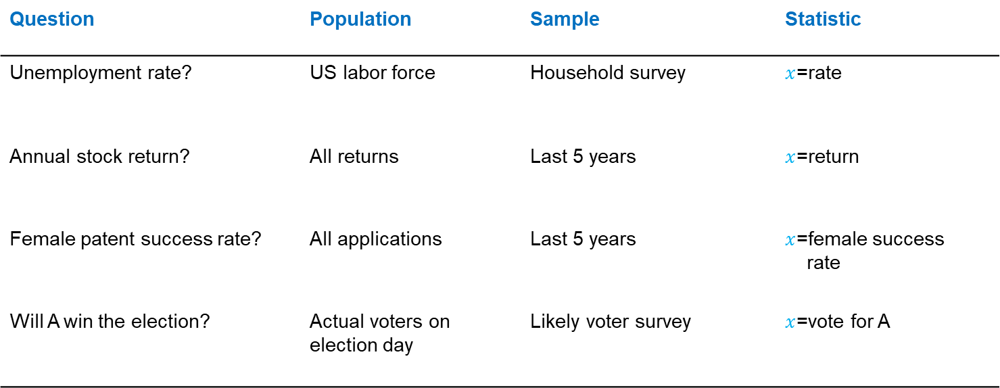 Question Population Sample Statistic
Unemployment rate? US labor force Household survey x=rate
Annual stock return? All returns Last 5 years x=return
Female patent success rate? All applications Last 5 years x=female success
rate
Will A win the election? Actual voters on Likely voter survey x=vote for A
election day